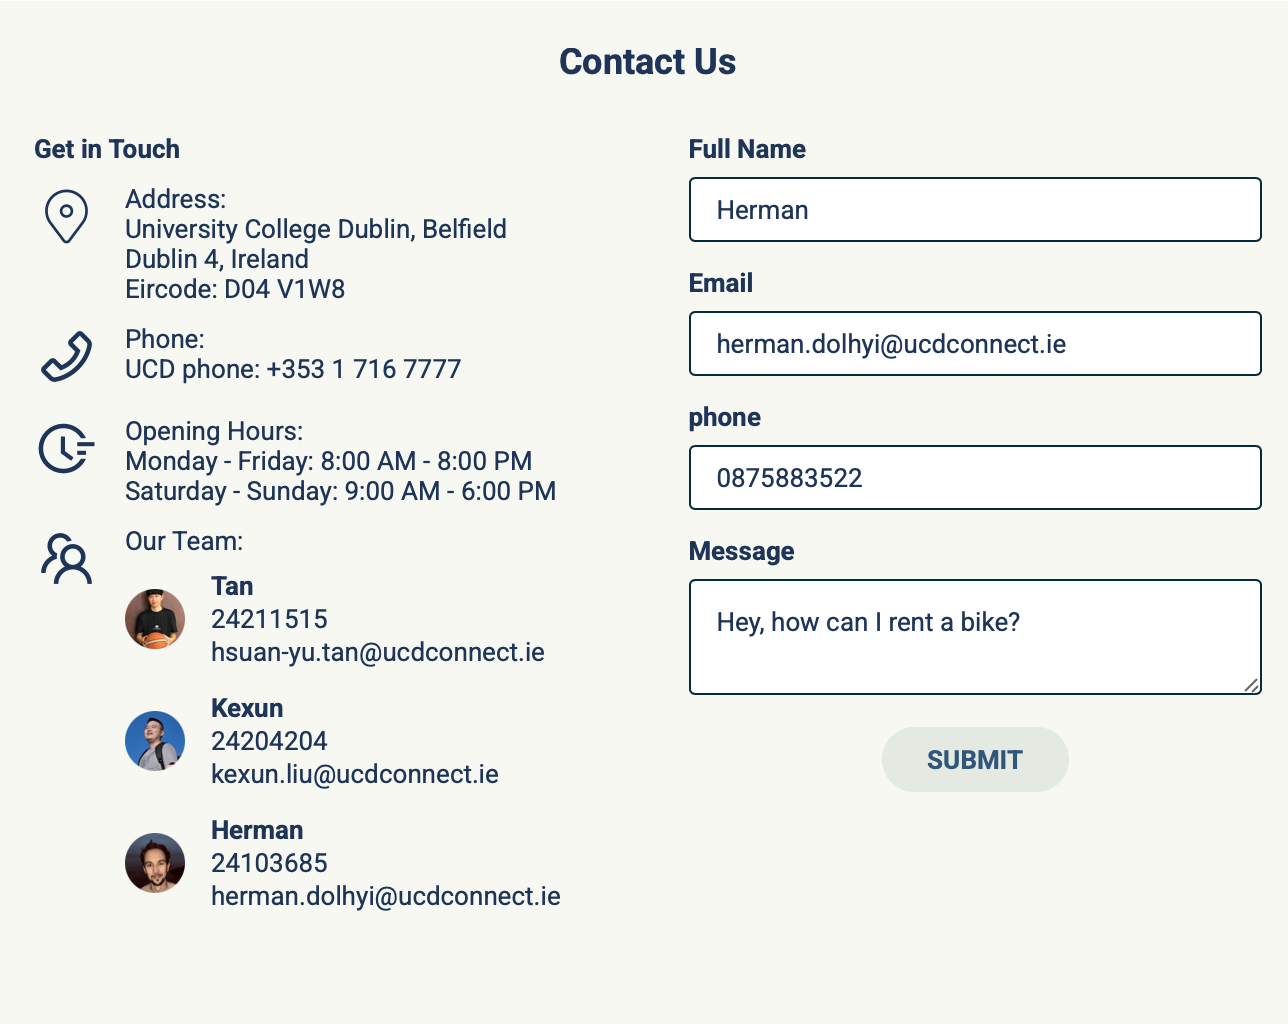 Contact Us
Get in Touch
Address:
University College Dublin, Belfield
Dublin 4, Ireland
Eircode: D04 V1W8
Phone:
UCD phone: +353 1 716 7777
Opening Hours:
Monday - Friday: 8:00 AM - 8:00 PM
Saturday - Sunday: 9:00 AM - 6:00 PM
Our Team:
Tan
24211515
hsuan-yu.tan@ucdconnect.ie
Kexun
24204204
kexun.liu@ucdconnect.ie
Herman
24103685
herman.dolhyi@ucdconnect.ie
Full Name
Herman
Email
herman.dolhyi@ucdconnect.ie
phone
0875883522
Message
Hey, how can I rent a bike?
SUBMIT